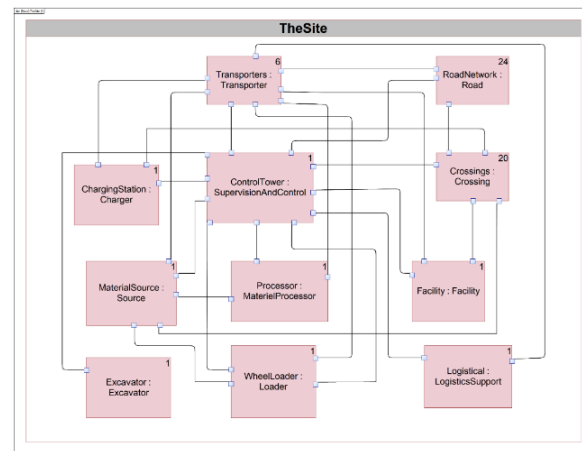 TheSite
6
Transporters :
Transporter
24
RoadNetwork :
Road
1
ChargingStation :
Charger
1
ControlTower :
SupervisionAndControl
20
Crossings :
Crossing
1
MaterialSource :
Source
1
Processor :
MaterielProcessor
1
Facility : Facility
1
Excavator :
Excavator
1
WheelLoader :
Loader
1
Logistical :
LogisticsSupport